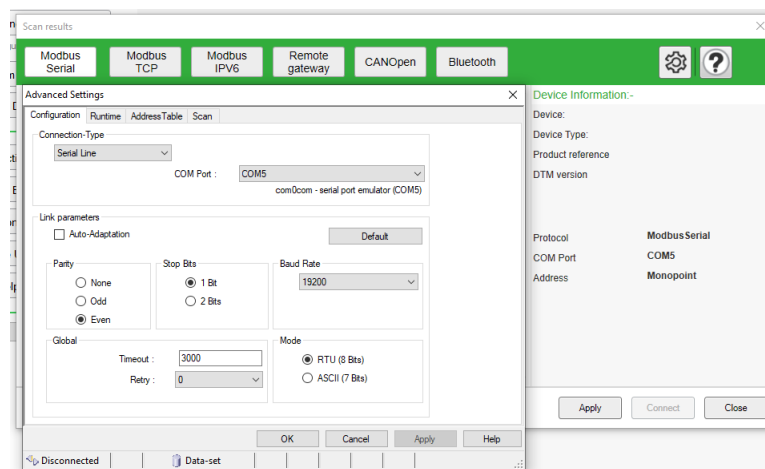 Scan results
Modbus
Serial
Modbus
TCP
Modbus
IPV6
Remote
gateway
CANOpen
Bluetooth
?
Advanced Settings
Configuration
Runtime
Address Table
Scan
Connection-Type
Serial Line
COM Port :
COM5
com0com - serial port emulator (COM5)
Link parameters
Auto-Adaptation
Default
Parity
None
Odd
Even
Stop Bits
1 Bit
2 Bits
Baud Rate
19200
Global
Timeout :
3000
Retry :
0
Mode
RTU (8 Bits)
ASCII (7 Bits)
OK
Cancel
Apply
Help
Disconnected
Data-set
Device Information:-
Device:
Device Type:
Product reference
DTM version
Protocol
Modbus Serial
COM Port
COM5
Address
Monopoint
Apply
Connect
Close